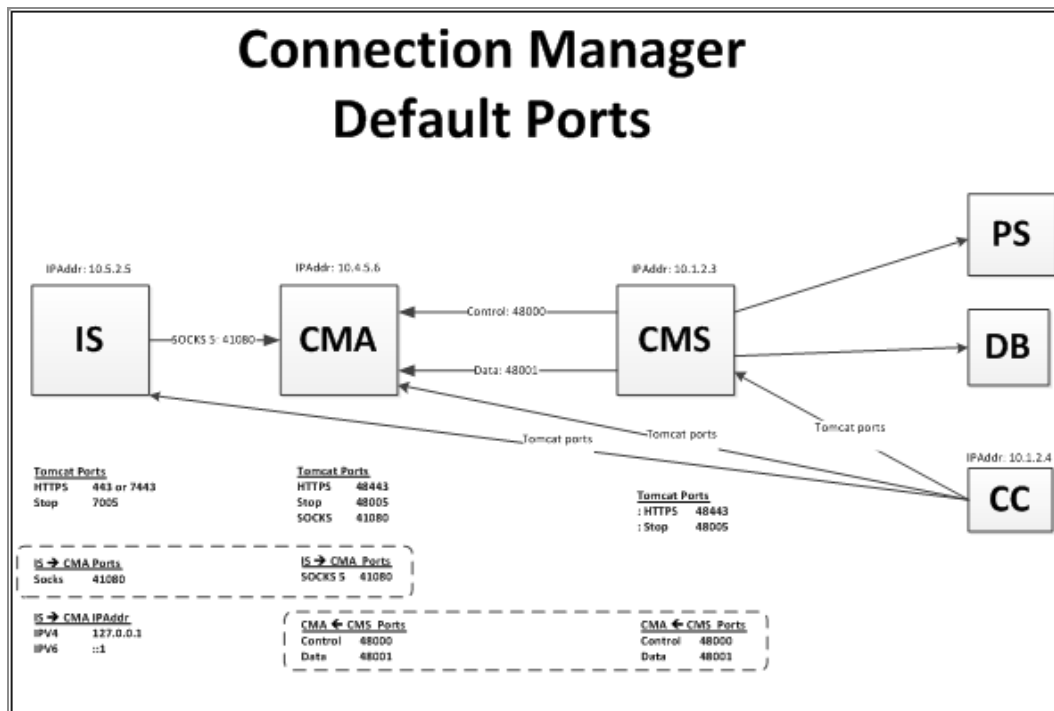 Connection Manager
Default Ports
PS
IPAddr: 10.5.2.5
IPAddr: 10.4.5.6
IPAddr: 10.1.2.3
IS
SOCKS 5: 41080
CMA
Control: 48000
Data: 48001
CMS
DB
Tomcat ports
Tomcat ports
Tomcat ports
IPAddr: 10.1.2.4
CC
Tomcat Ports
HTTPS 443 or 7443
Stop 7005
Tomcat Ports
HTTPS 48443
Stop 48005
SOCKS 41080
Tomcat Ports
: HTTPS 48443
: Stop 48005
IS → CMA Ports
Socks 41080
IS → CMA Ports
SOCKS 5 41080
IS → CMA IPAddr
IPV4 127.0.0.1
IPV6 ::1
CMA ← CMS Ports
Control 48000
Data 48001
CMA ← CMS Ports
Control 48000
Data 48001